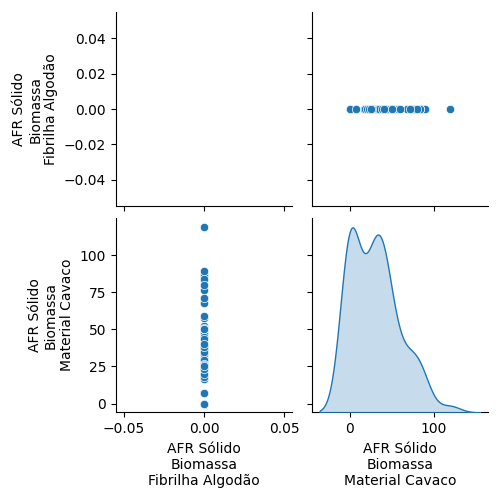 0.04
0.02
0.00
−0.02
−0.04
AFR Sólido
Biomassa
Fibrilha Algodão
100
75
50
25
0
AFR Sólido
Biomassa
Material Cavaco
−0.05 0.00 0.05
AFR Sólido
Biomassa
Fibrilha Algodão
0 100
AFR Sólido
Biomassa
Material Cavaco